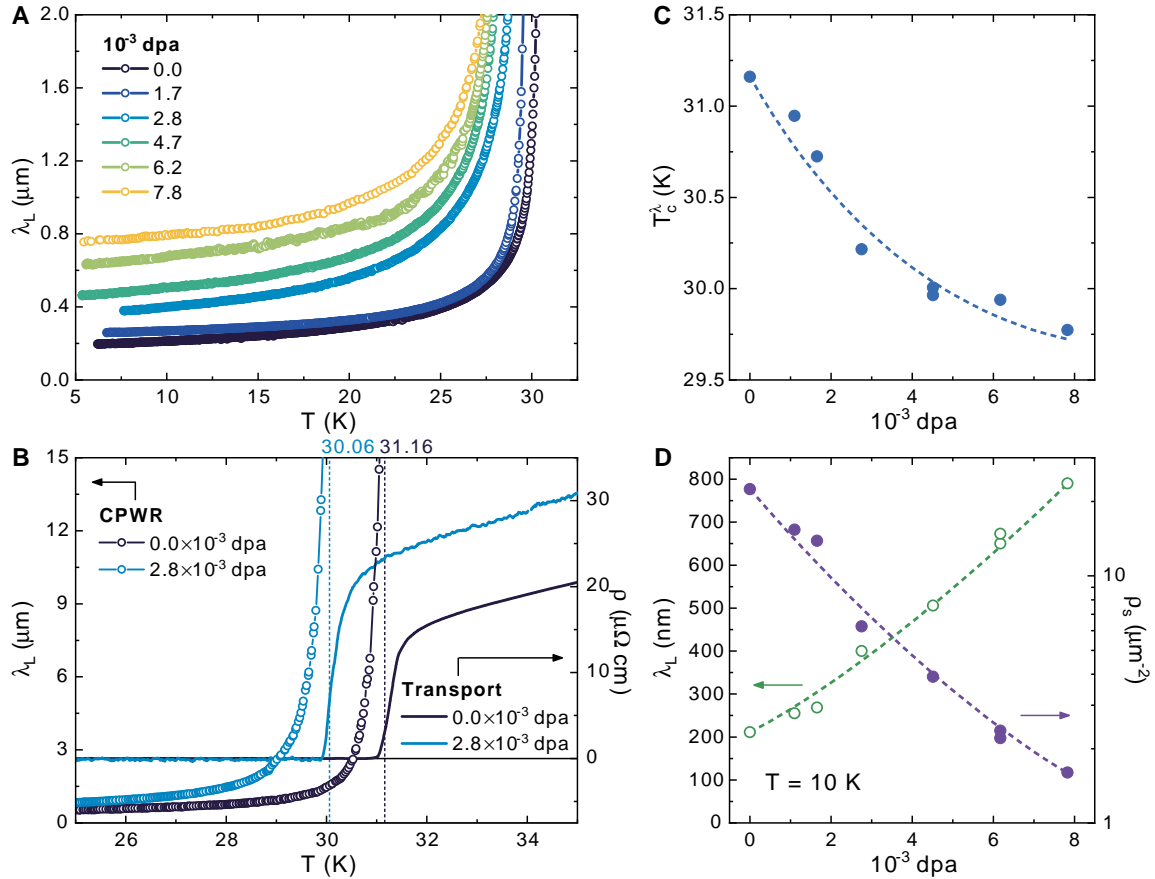 A
2.0
1.6
1.2
0.8
0.4
0.0
λL (μm)
10-3 dpa
0.0
1.7
2.8
4.7
6.2
7.8
5 10 15 20 25 30
T (K)
C
31.5
31.0
30.5
30.0
29.5
Tcλ (K)
0 2 4 6 8
10-3 dpa
B
30.06 31.16
15
12
9
6
3
0
λL (μm)
CPWR
0.0×10-3 dpa
2.8×10-3 dpa
Transport
0.0×10-3 dpa
2.8×10-3 dpa
30
20
10
0
ρ (μΩ cm)
26 28 30 32 34
T (K)
D
800
700
600
500
400
300
200
100
0
λL (nm)
T = 10 K
10
1
ρs (μm-2)
0 2 4 6 8
10-3 dpa